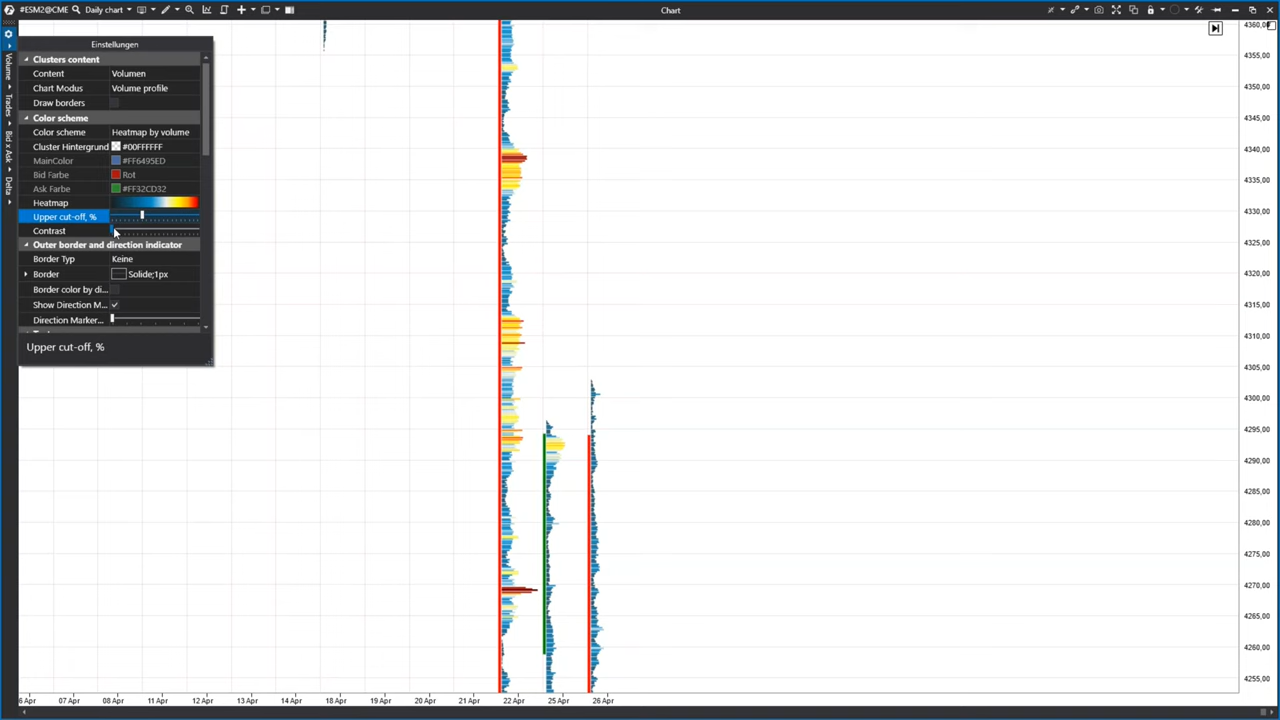 #ESM2@CME Daily chart Chart
Einstellungen
Clusters content
Content Volumen
Chart Modus Volume profile
Draw borders
Color scheme
Color scheme Heatmap by volume
Cluster Hintergrund #00FFFFFF
MainColor #FF6495ED
Bid Farbe Rot
Ask Farbe #FF32CD32
Heatmap
Upper cut-off, %
Contrast
Outer border and direction indicator
Border Typ Keine
Border Solide;1px
Border color by di...
Show Direction M...
Direction Marker...
Upper cut-off, %
Volume
Trades
Bid x Ask
Delta
4360,00
4355,00
4350,00
4345,00
4340,00
4335,00
4330,00
4325,00
4320,00
4315,00
4310,00
4305,00
4300,00
4295,00
4290,00
4285,00
4280,00
4275,00
4270,00
4265,00
4260,00
4255,00
6 Apr 07 Apr 08 Apr 11 Apr 12 Apr 13 Apr 14 Apr 18 Apr 19 Apr 20 Apr 21 Apr 22 Apr 25 Apr 26 Apr